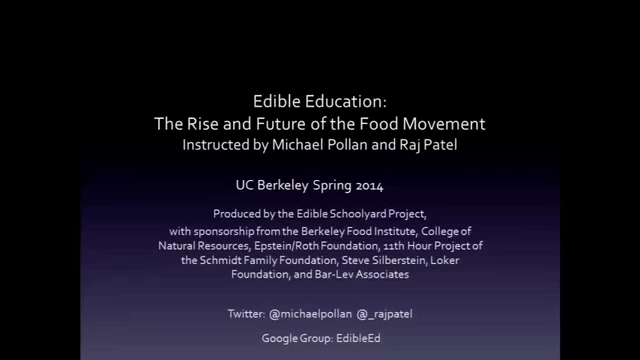 Edible Education:
The Rise and Future of the Food Movement
Instructed by Michael Pollan and Raj Patel
UC Berkeley Spring 2014
Produced by the Edible Schoolyard Project,
with sponsorship from the Berkeley Food Institute, College of
Natural Resources, Epstein/Roth Foundation, 11th Hour Project of
the Schmidt Family Foundation, Steve Silberstein, Loker
Foundation, and Bar-Lev Associates
Twitter: @michaelpollan @_rajpatel
Google Group: EdibleEd